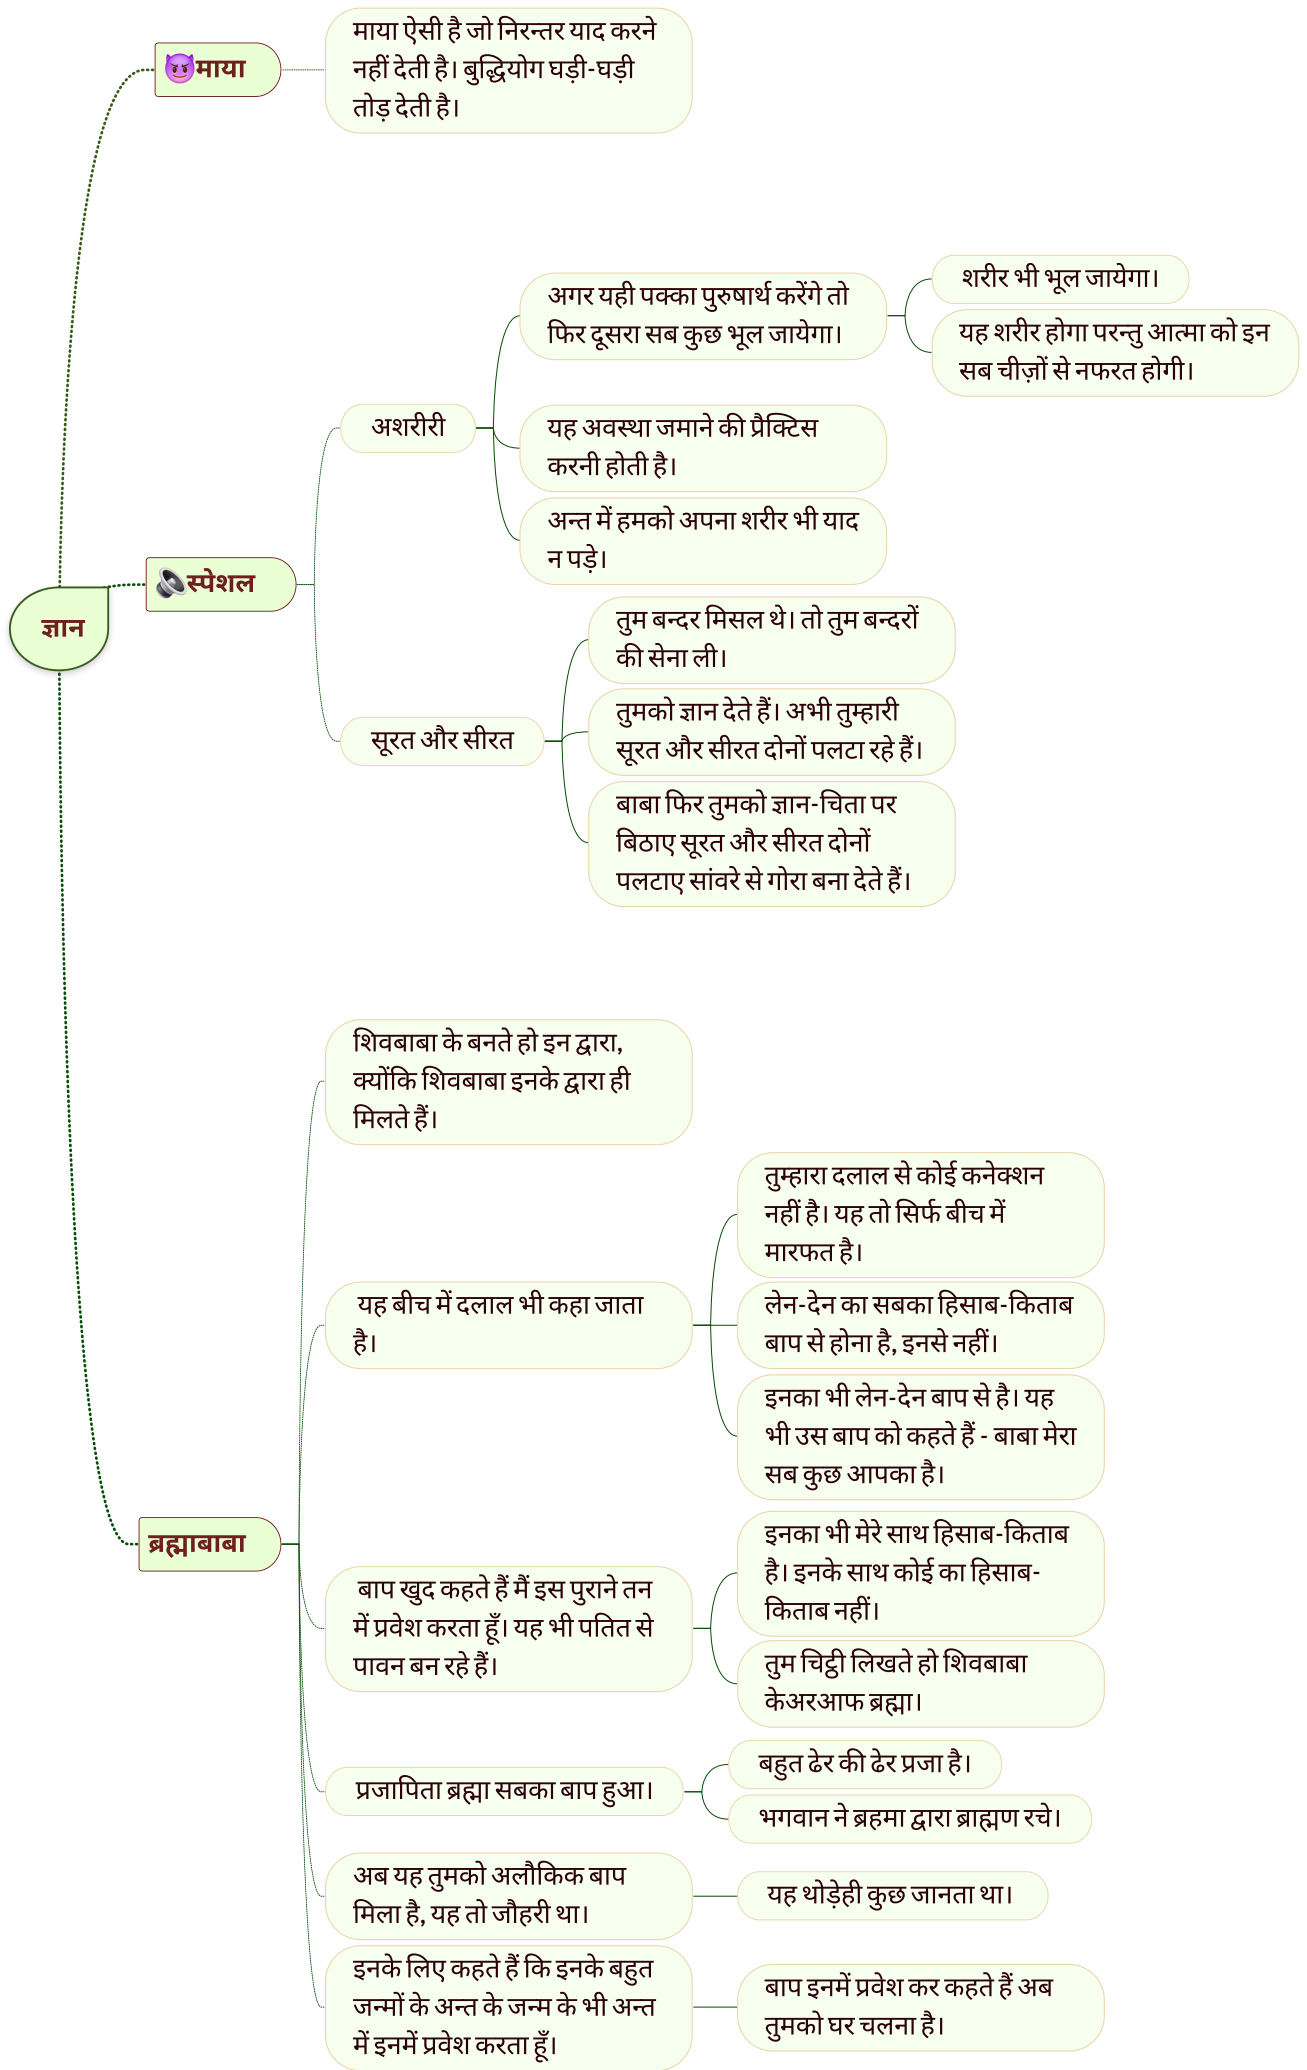 😈माया
माया ऐसी है जो निरन्तर याद करने
नहीं देती है। बुद्धियोग घड़ी-घड़ी
तोड़ देती है।
ज्ञान
🔊स्पेशल
अशरीरी
अगर यही पक्का पुरुषार्थ करेंगे तो
फिर दूसरा सब कुछ भूल जायेगा।
शरीर भी भूल जायेगा।
यह शरीर होगा परन्तु आत्मा को इन
सब चीज़ों से नफरत होगी।
यह अवस्था जमाने की प्रैक्टिस
करनी होती है।
अन्त में हमको अपना शरीर भी याद
न पड़े।
सूरत और सीरत
तुम बन्दर मिसल थे। तो तुम बन्दरों
की सेना ली।
तुमको ज्ञान देते हैं। अभी तुम्हारी
सूरत और सीरत दोनों पलटा रहे हैं।
बाबा फिर तुमको ज्ञान-चिता पर
बिठाए सूरत और सीरत दोनों
पलटाए सांवरे से गोरा बना देते हैं।
ब्रह्माबाबा
शिवबाबा के बनते हो इन द्वारा,
क्योंकि शिवबाबा इनके द्वारा ही
मिलते हैं।
यह बीच में दलाल भी कहा जाता
है।
तुम्हारा दलाल से कोई कनेक्शन
नहीं है। यह तो सिर्फ बीच में
मारफत है।
लेन-देन का सबका हिसाब-किताब
बाप से होना है, इनसे नहीं।
इनका भी लेन-देन बाप से है। यह
भी उस बाप को कहते हैं - बाबा मेरा
सब कुछ आपका है।
बाप खुद कहते हैं मैं इस पुराने तन
में प्रवेश करता हूँ। यह भी पतित से
पावन बन रहे हैं।
इनका भी मेरे साथ हिसाब-किताब
है। इनके साथ कोई का हिसाब-
किताब नहीं।
तुम चिट्ठी लिखते हो शिवबाबा
केअरआफ ब्रह्मा।
प्रजापिता ब्रह्मा सबका बाप हुआ।
बहुत ढेर की ढेर प्रजा है।
भगवान ने ब्रहमा द्वारा ब्राह्मण रचे।
अब यह तुमको अलौकिक बाप
मिला है, यह तो जौहरी था।
यह थोड़ेही कुछ जानता था।
इनके लिए कहते हैं कि इनके बहुत
जन्मों के अन्त के जन्म के भी अन्त
में इनमें प्रवेश करता हूँ।
बाप इनमें प्रवेश कर कहते हैं अब
तुमको घर चलना है।